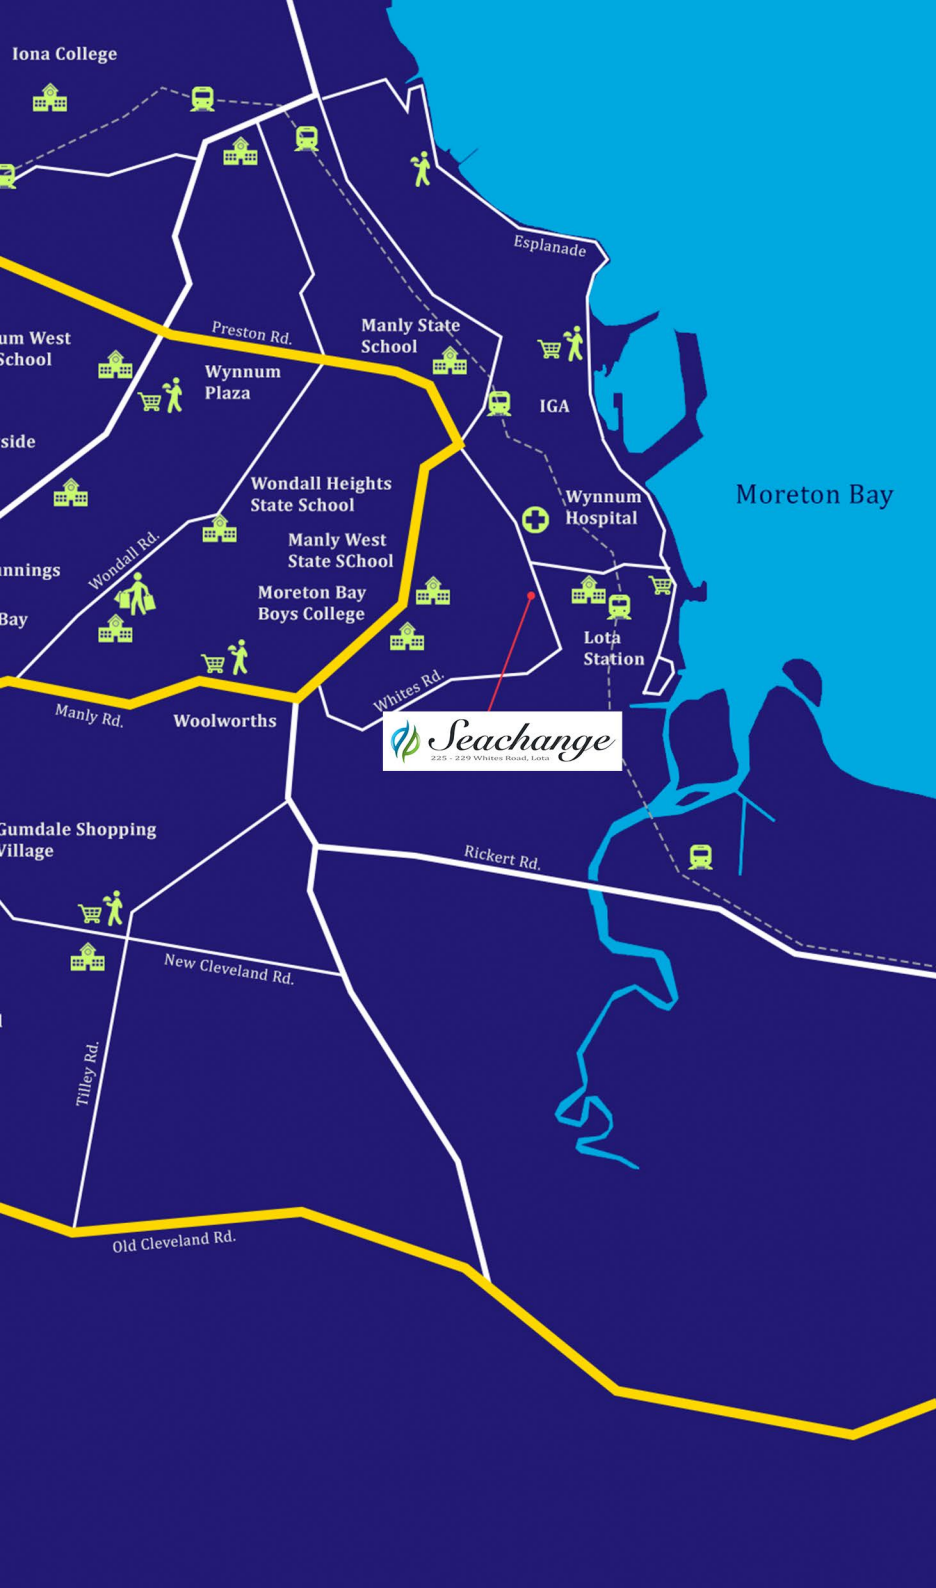 Iona College
Esplanade
Preston Rd.
Manly State
School
um West
School
Wynnum
Plaza
IGA
side
Moreton Bay
Wondall Heights
State School
Wynnum
Hospital
Manly West
State SChool
Wondall Rd.
unnings
Moreton Bay
Boys College
Bay
Lota
Station
Whites Rd.
Manly Rd.
Woolworths
Seachange
225 - 229 Whites Road, Lota
Gumdale Shopping
Village
Rickert Rd.
New Cleveland Rd.
Tilley Rd.
Old Cleveland Rd.